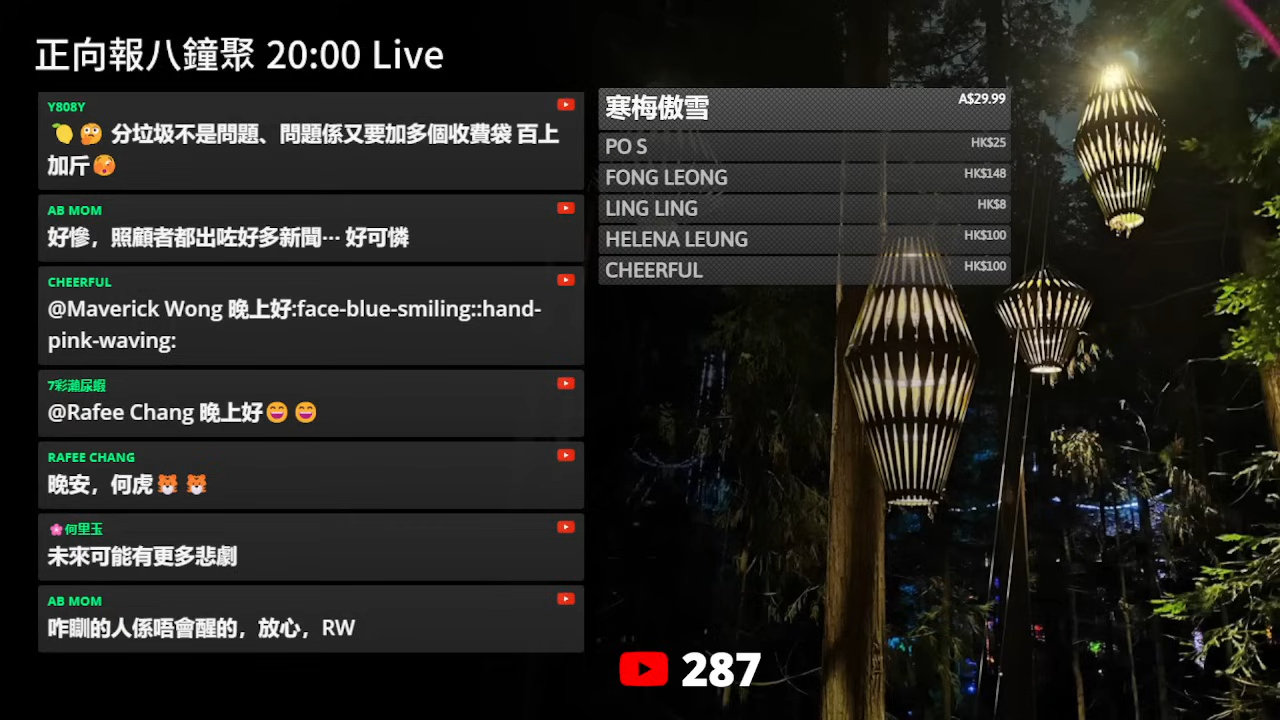 正向報八鐘聚 20:00 Live
Y808Y
🍋 🤔 分垃圾不是問題、問題係又要加多個收費袋 百上
加斤🥵
AB MOM
好慘，照顧者都出咗好多新聞… 好可憐
CHEERFUL
@Maverick Wong 晚上好:face-blue-smiling::hand-
pink-waving:
7彩瀨尿蝦
@Rafee Chang 晚上好😄 😄
RAFEE CHANG
晚安，何虎🐯 🐯
🌸何里玉
未來可能有更多悲劇
AB MOM
咋瞓的人係唔會醒的，放心，RW
寒梅傲雪 A$29.99
PO S HK$25
FONG LEONG HK$148
LING LING HK$8
HELENA LEUNG HK$100
CHEERFUL HK$100
287